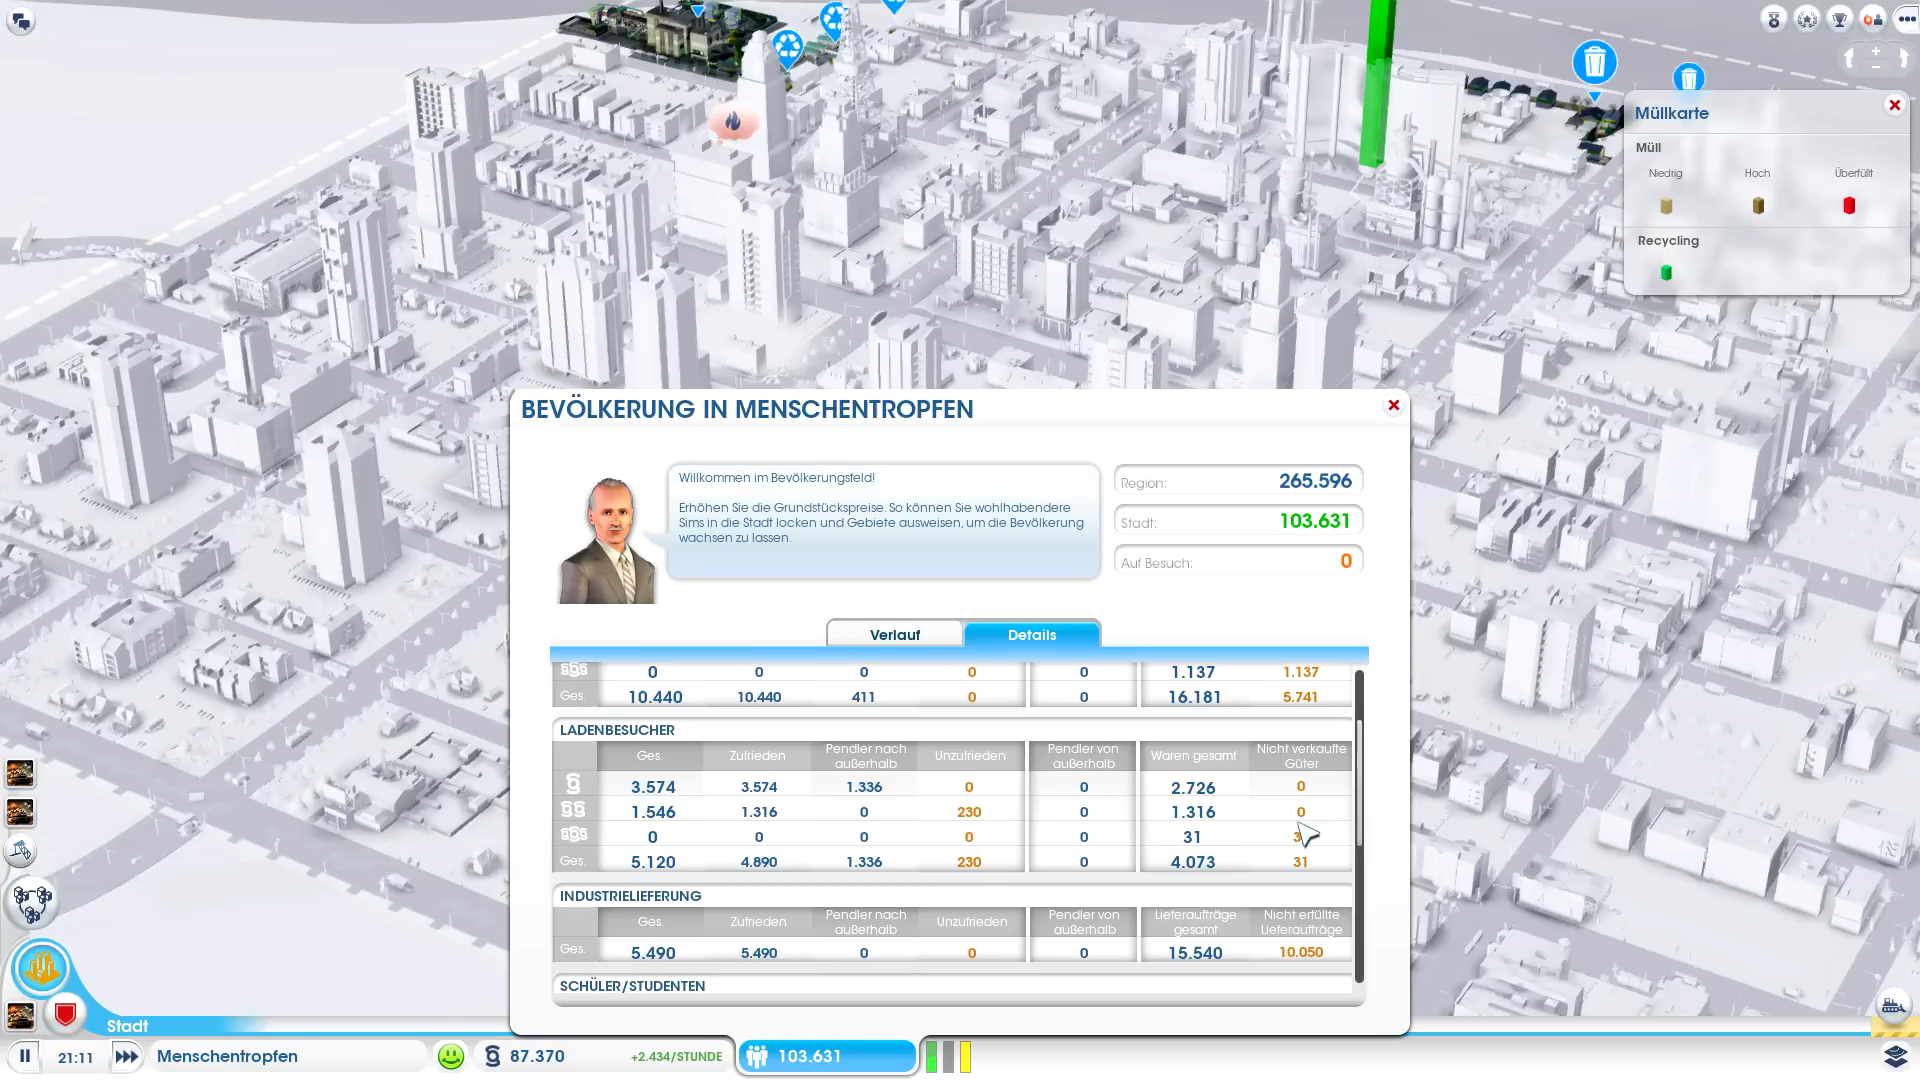 Müllkarte
Müll
Niedrig Hoch Überfüllt
Recycling
BEVÖLKERUNG IN MENSCHENTROPFEN
Willkommen im Bevölkerungsfeld!
Erhöhen Sie die Grundstückspreise. So können Sie wohlhabendere
Sims in die Stadt locken und Gebiete ausweisen, um die Bevölkerung
wachsen zu lassen.
Region: 265.596
Stadt: 103.631
Auf Besuch: 0
Verlauf Details
§§§ 0 0 0 0 0 1.137 1.137
Ges. 10.440 10.440 411 0 0 16.181 5.741
LADENBESUCHER
Ges. Zufrieden Pendler nach außerhalb Unzufrieden Pendler von außerhalb Waren gesamt Nicht verkaufte Güter
§ 3.574 3.574 1.336 0 0 2.726 0
§§ 1.546 1.316 0 230 0 1.316 0
§§§ 0 0 0 0 0 31
Ges. 5.120 4.890 1.336 230 0 4.073 31
INDUSTRIELIEFERUNG
Ges. Zufrieden Pendler nach außerhalb Unzufrieden Pendler von außerhalb Lieferaufträge gesamt Nicht erfüllte Lieferaufträge
Ges. 5.490 5.490 0 0 0 15.540 10.050
SCHÜLER/STUDENTEN
Stadt
21:11 Menschentropfen § 87.370 +2.434/STUNDE 103.631